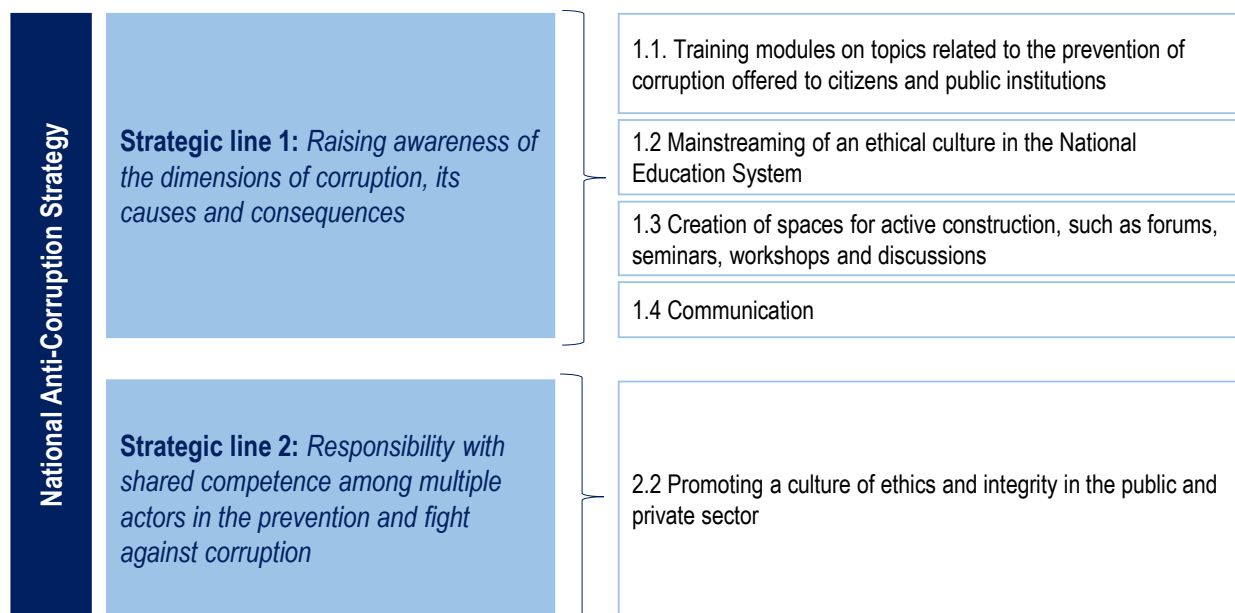 National Anti-Corruption Strategy
Strategic line 1: Raising awareness of
the dimensions of corruption, its
causes and consequences
1.1. Training modules on topics related to the prevention of
corruption offered to citizens and public institutions
1.2 Mainstreaming of an ethical culture in the National
Education System
1.3 Creation of spaces for active construction, such as forums,
seminars, workshops and discussions
1.4 Communication
Strategic line 2: Responsibility with
shared competence among multiple
actors in the prevention and fight
against corruption
2.2 Promoting a culture of ethics and integrity in the public and
private sector